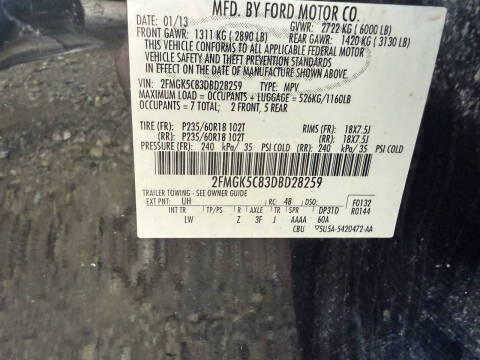 MFD. BY FORD MOTOR CO.
DATE: 01/13 GVWR: 2722 KG (6000 LB)
FRONT GAWR: 1311 KG (2890 LB) REAR GAWR: 1420 KG (3130 LB)
THIS VEHICLE CONFORMS TO ALL APPLICABLE FEDERAL MOTOR
VEHICLE SAFETY AND THEFT PREVENTION STANDARDS
IN EFFECT ON THE DATE OF MANUFACTURE SHOWN ABOVE.
VIN: 2FMGK5C83DBD28259 TYPE: MPV
MAXIMUM LOAD = OCCUPANTS + LUGGAGE = 526KG/1160LB
OCCUPANTS = 7 TOTAL; 2 FRONT, 5 REAR
TIRE (FR): P235/60R18 102T RIMS (FR): 18X7.5J
(RR): P235/60R18 102T (RR): 18X7.5J
PRESSURE (FR): 240 kPa/ 35 PSI COLD (RR): 240 kPa/ 35 PSI COLD
2FMGK5C83DBD28259
TRAILER TOWING - SEE OWNER GUIDE
EXT PNT: UH RC: 48 DSO: F0132
INT TR TP/PS R AXLE TR SPR DP31D R0144
LW Z 3F J AAAA 60A
CBU SU5A-5420472-AA